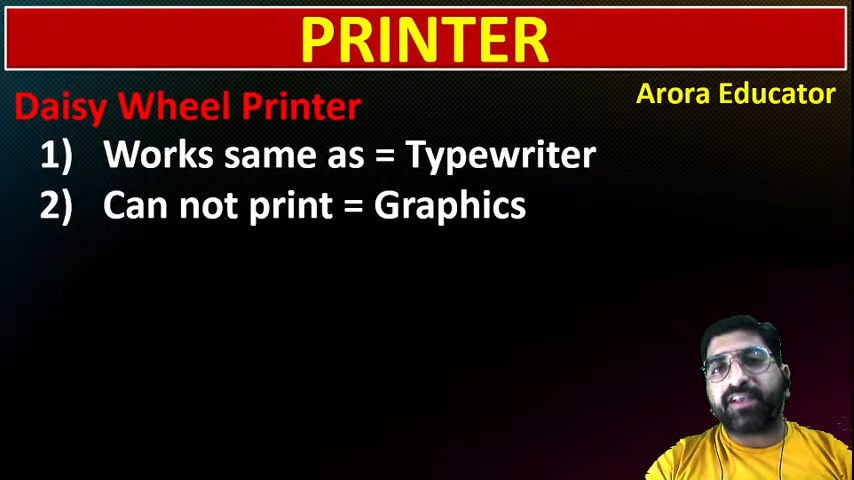 PRINTER
Arora Educator
Daisy Wheel Printer
1) Works same as = Typewriter
2) Can not print = Graphics